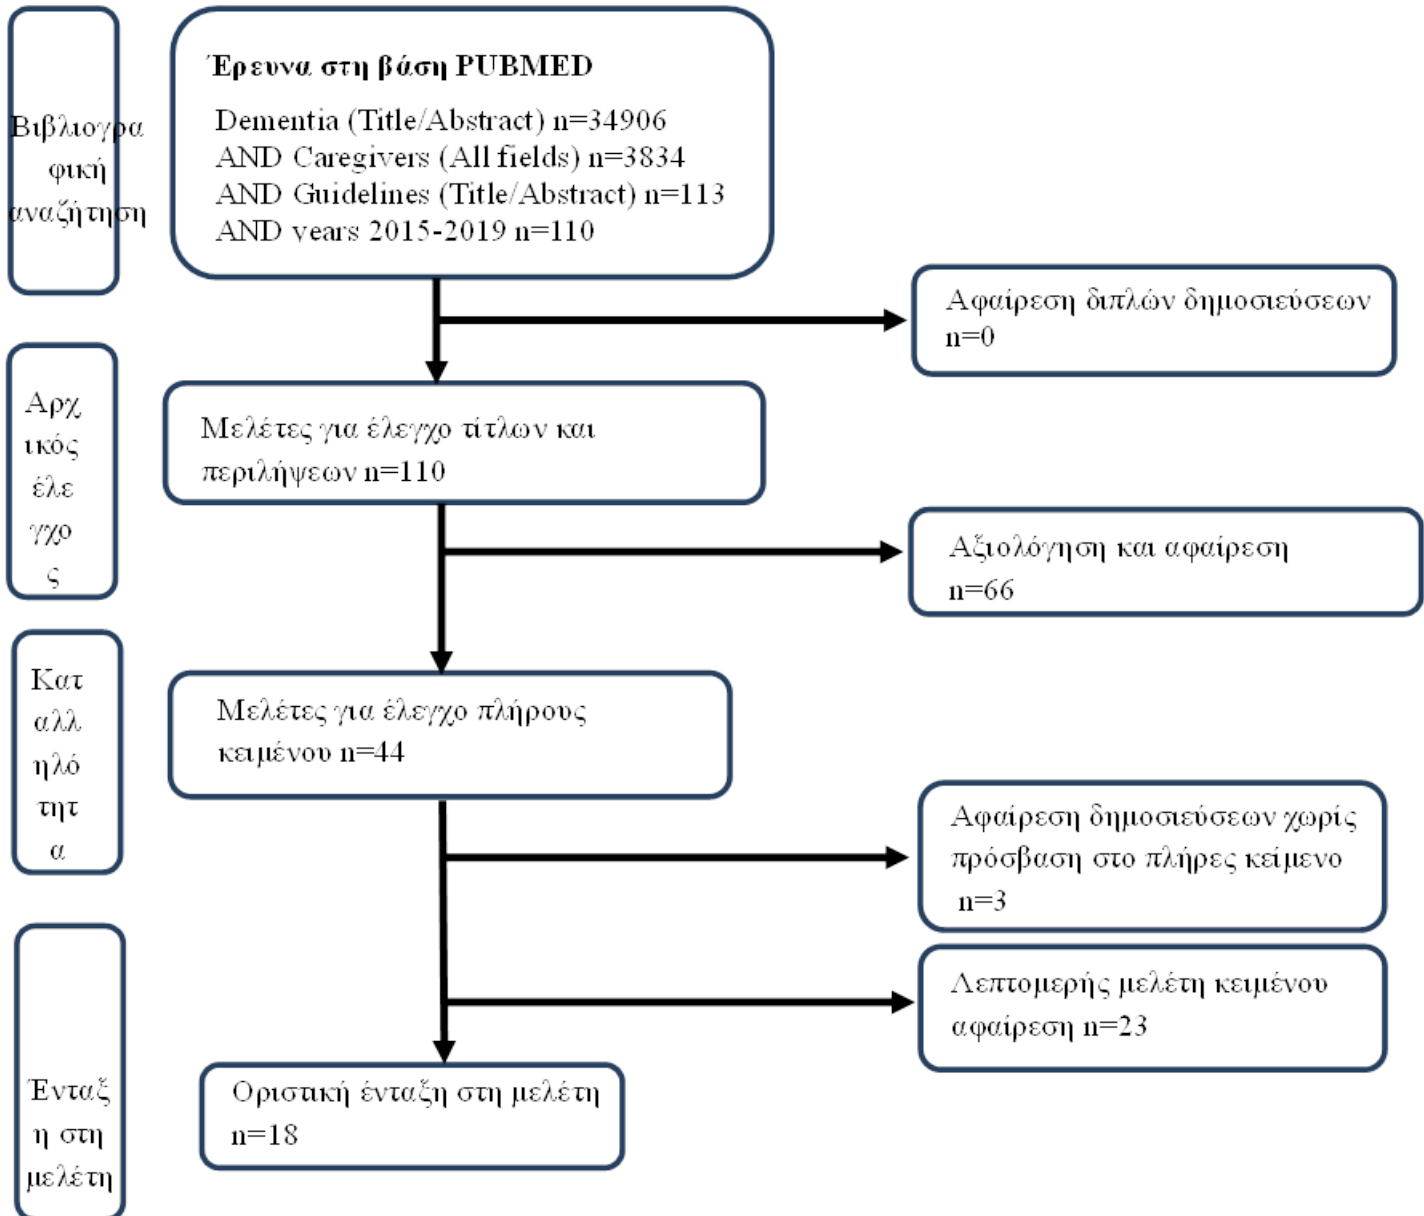 Βιβλιογρα
φική
αναζήτηση
Έρευνα στη βάση PUBMED
Dementia (Title/Abstract) n=34906
AND Caregivers (All fields) n=3834
AND Guidelines (Title/Abstract) n=113
AND years 2015-2019 n=110
Αφαίρεση διπλών δημοσιεύσεων
n=0
Αρχ
ικός
έλε
γχο
ς
Μελέτες για έλεγχο τίτλων και
περιλήψεων n=110
Αξιολόγηση και αφαίρεση
n=66
Κατ
αλλ
ηλό
τητ
α
Μελέτες για έλεγχο πλήρους
κειμένου n=44
Αφαίρεση δημοσιεύσεων χωρίς
πρόσβαση στο πλήρες κείμενο
n=3
Λεπτομερής μελέτη κειμένου
αφαίρεση n=23
Ένταξ
η στη
μελέτη
Οριστική ένταξη στη μελέτη
n=18